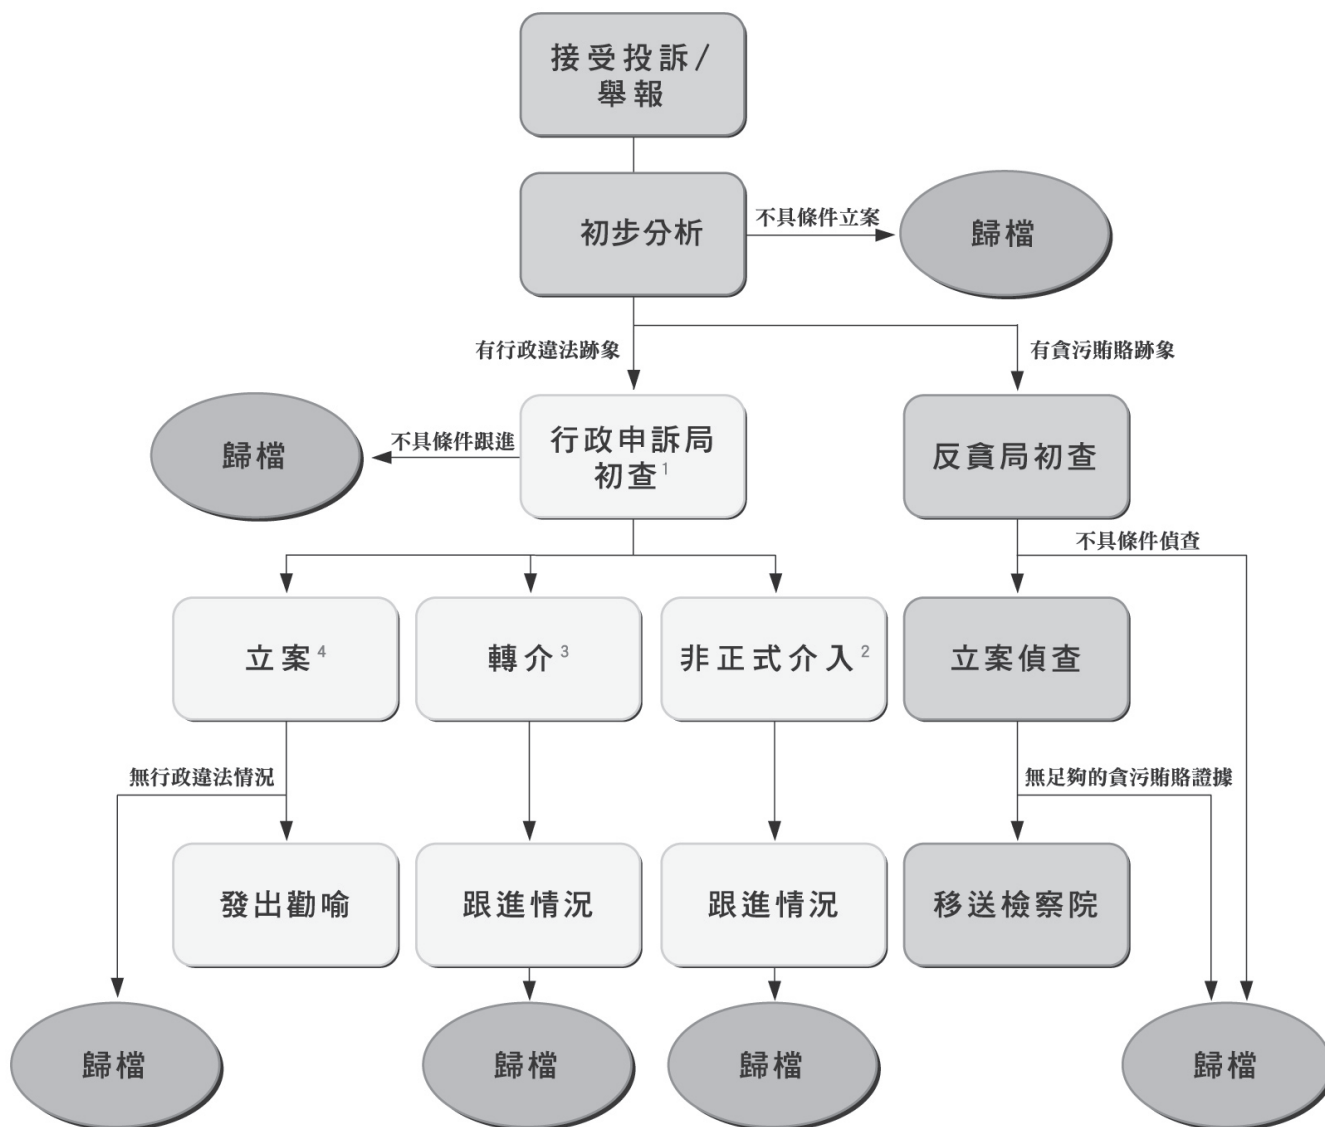 接受投訴/
舉報
初步分析
不具條件立案
歸檔
有行政違法跡象
有貪污賄賂跡象
歸檔
不具條件跟進
行政申訴局
初查1
反貪局初查
不具條件偵查
立案4
轉介3
非正式介入2
立案偵查
無行政違法情況
無足夠的貪污賄賂證據
發出勸喻
跟進情況
跟進情況
移送檢察院
歸檔
歸檔
歸檔
歸檔